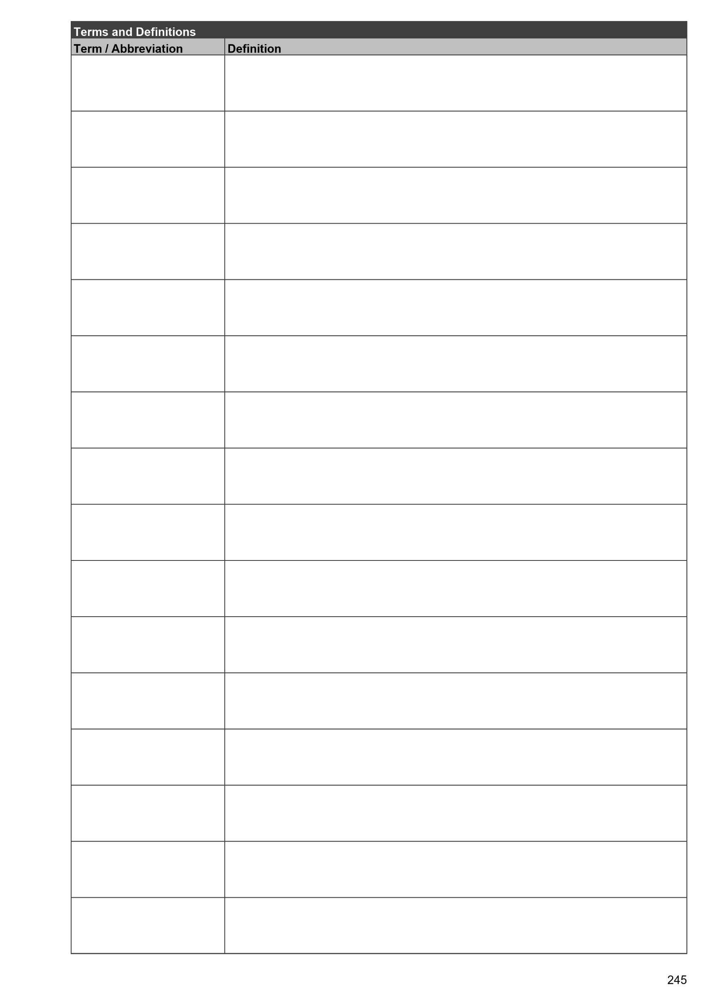 Terms and Definitions
Term / Abbreviation Definition
245